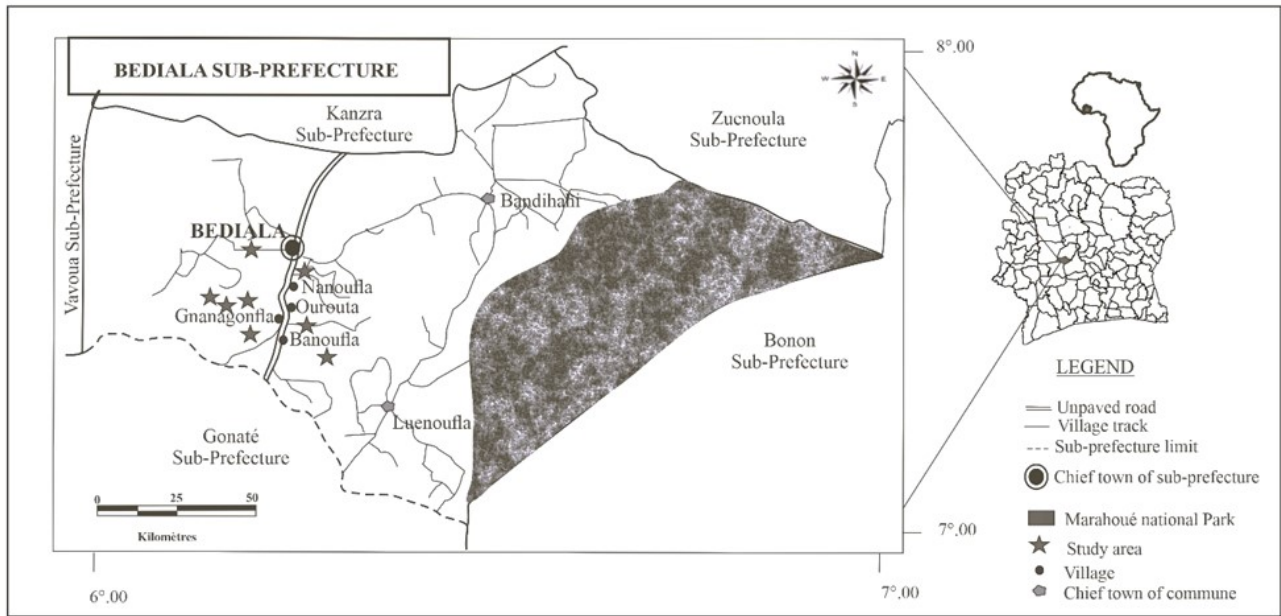 BEDIALA SUB-PREFECTURE
8°.00
N
W
E
S
Kanzra
Sub-Prefecture
Zucnoula
Sub-Prefecture
Vavoua Sub-Prefecture
Bandihahi
BEDIALA
Nanoufla
Ourouta
Gnanagonfla
Banoufla
Bonon
Sub-Prefecture
Luenoufla
Gonaté
Sub-Prefecture
0 25 50
Kilomètres
7°.00
6°.00
7°.00
LEGEND
Unpaved road
Village track
Sub-prefecture limit
Chief town of sub-prefecture
Marahoué national Park
Study area
Village
Chief town of commune